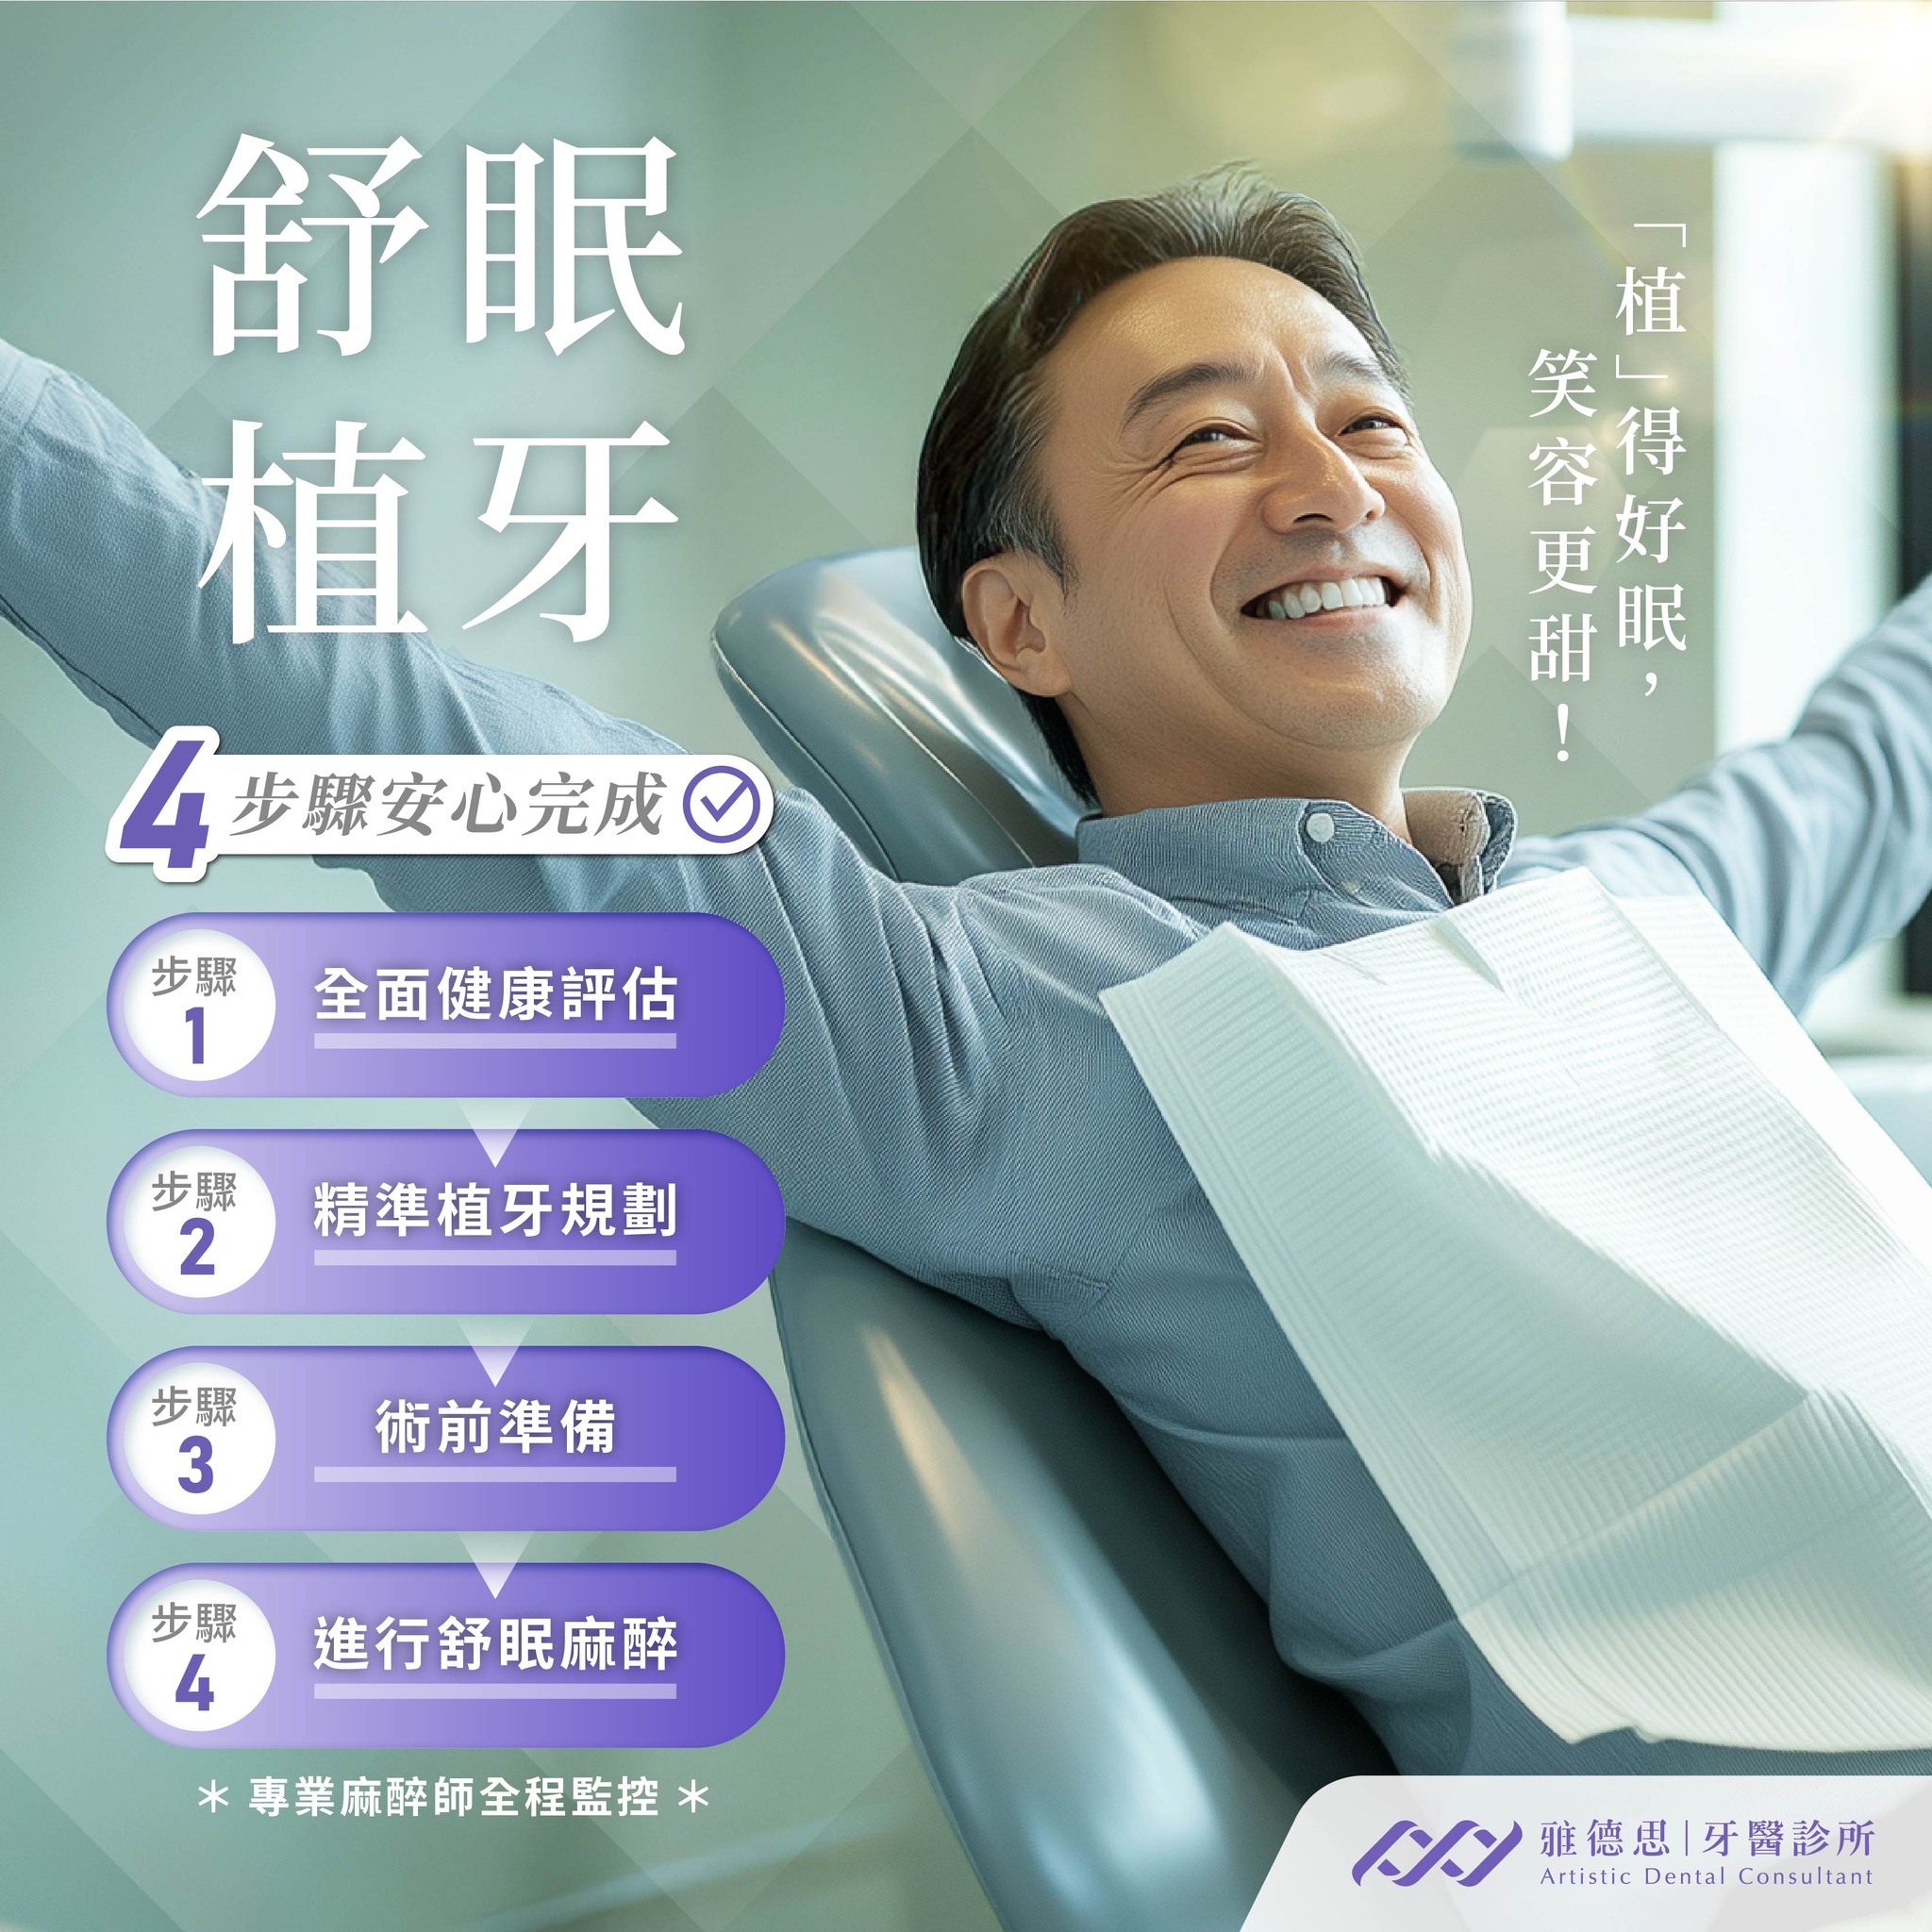 舒眠
植牙
「植」得好眠，
笑容更甜！
4步驟安心完成
步驟
1
全面健康評估
步驟
2
精準植牙規劃
步驟
3
術前準備
步驟
4
進行舒眠麻醉
＊ 專業麻醉師全程監控 ＊
雅德思｜牙醫診所
Artistic Dental Consultant